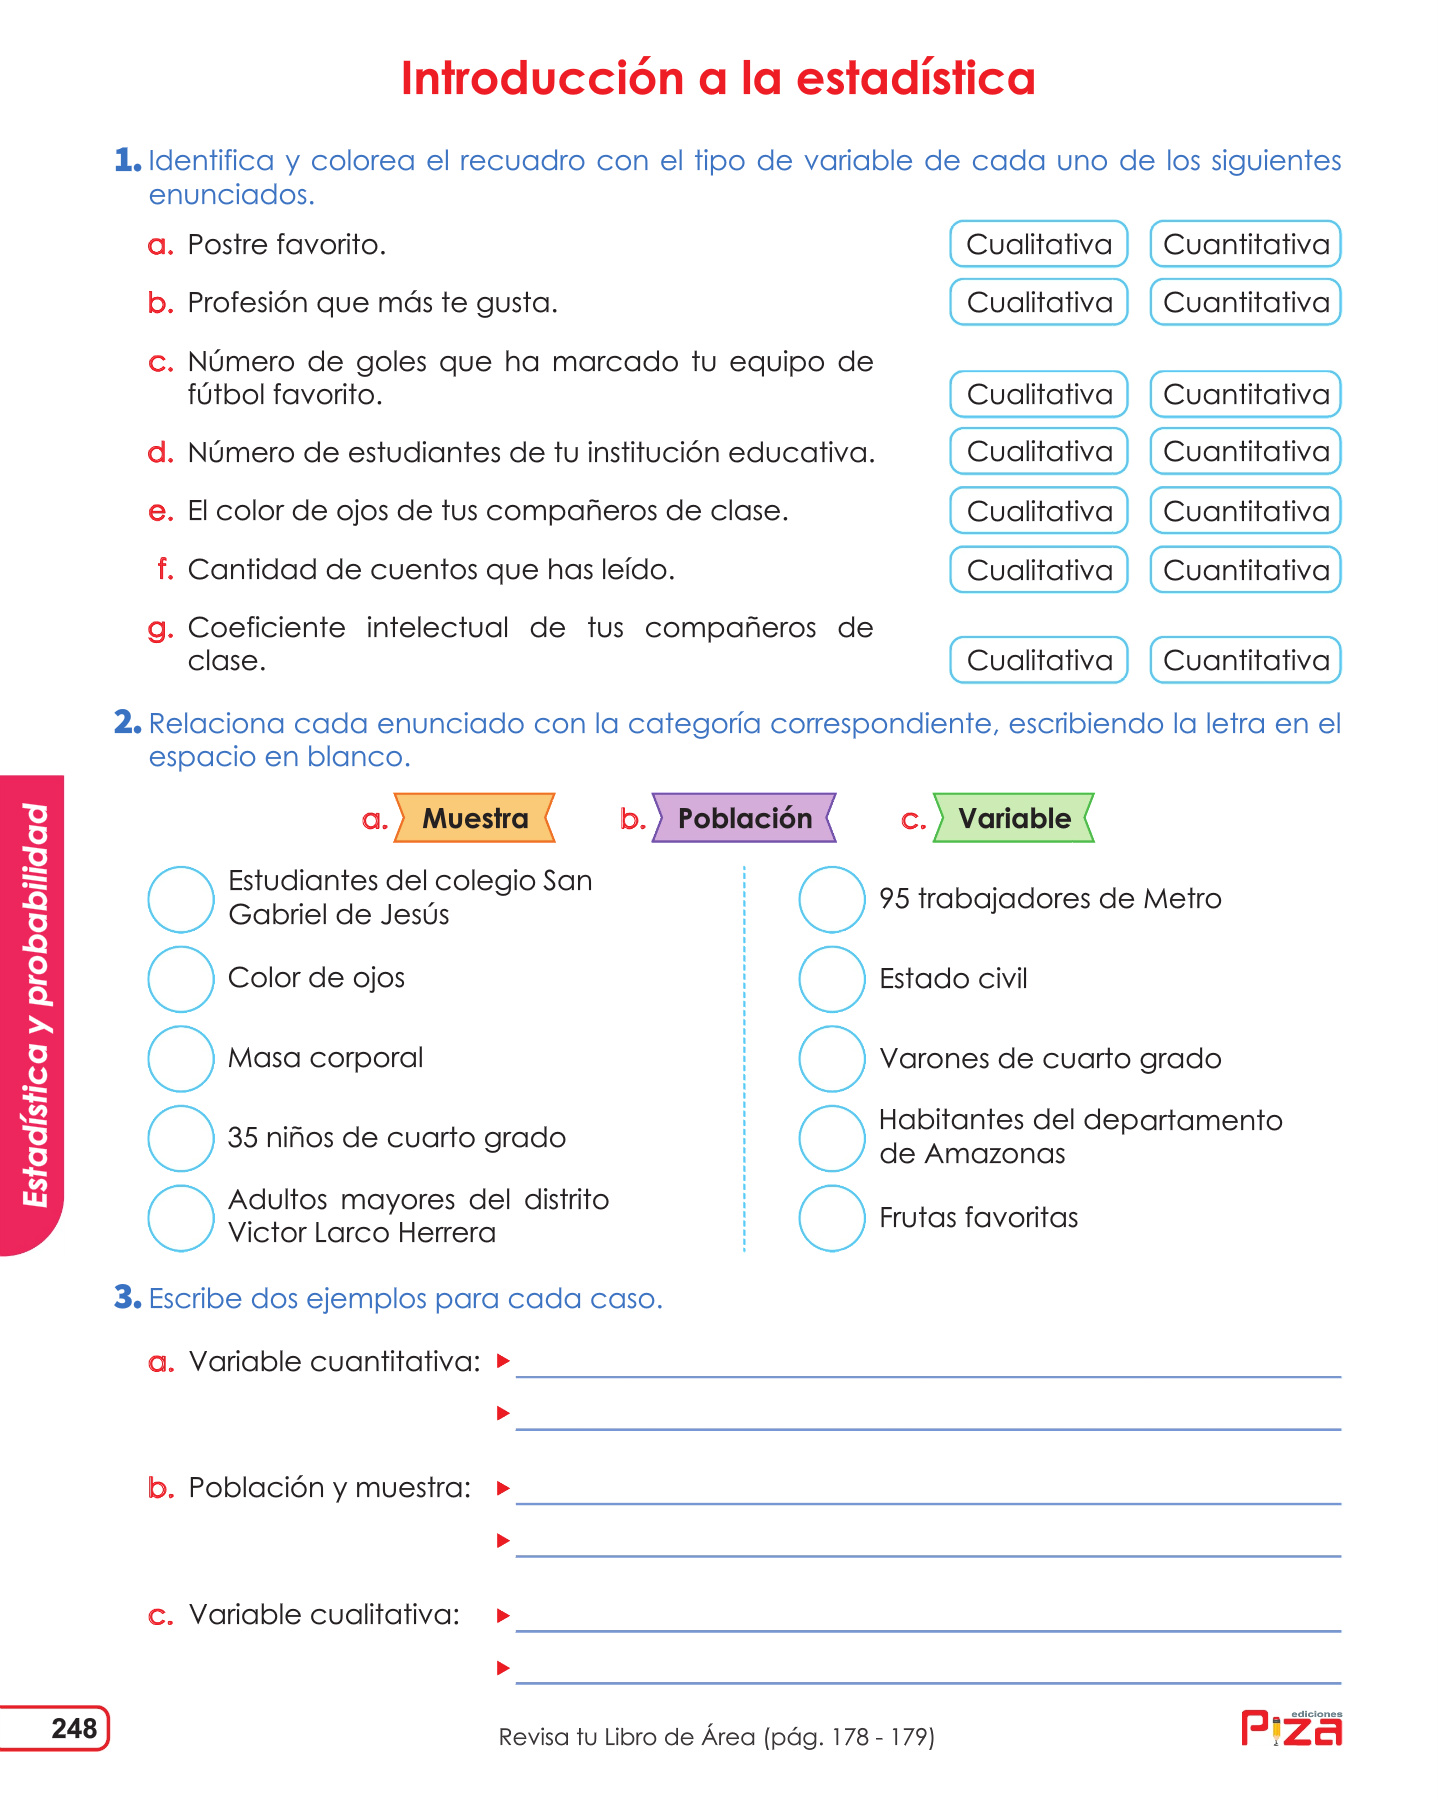 Introducción a la estadística
1. Identifica y colorea el recuadro con el tipo de variable de cada uno de los siguientes
enunciados.
a. Postre favorito. Cualitativa Cuantitativa
b. Profesión que más te gusta. Cualitativa Cuantitativa
c. Número de goles que ha marcado tu equipo de
fútbol favorito. Cualitativa Cuantitativa
d. Número de estudiantes de tu institución educativa. Cualitativa Cuantitativa
e. El color de ojos de tus compañeros de clase. Cualitativa Cuantitativa
f. Cantidad de cuentos que has leído. Cualitativa Cuantitativa
g. Coeficiente intelectual de tus compañeros de
clase. Cualitativa Cuantitativa
2. Relaciona cada enunciado con la categoría correspondiente, escribiendo la letra en el
espacio en blanco.
a. Muestra b. Población c. Variable
Estudiantes del colegio San
Gabriel de Jesús
Color de ojos
Masa corporal
35 niños de cuarto grado
Adultos mayores del distrito
Victor Larco Herrera
95 trabajadores de Metro
Estado civil
Varones de cuarto grado
Habitantes del departamento
de Amazonas
Frutas favoritas
3. Escribe dos ejemplos para cada caso.
a. Variable cuantitativa:
b. Población y muestra:
c. Variable cualitativa:
Estadística y probabilidad
248
Revisa tu Libro de Área (pág. 178 - 179)
ediciones
Piza